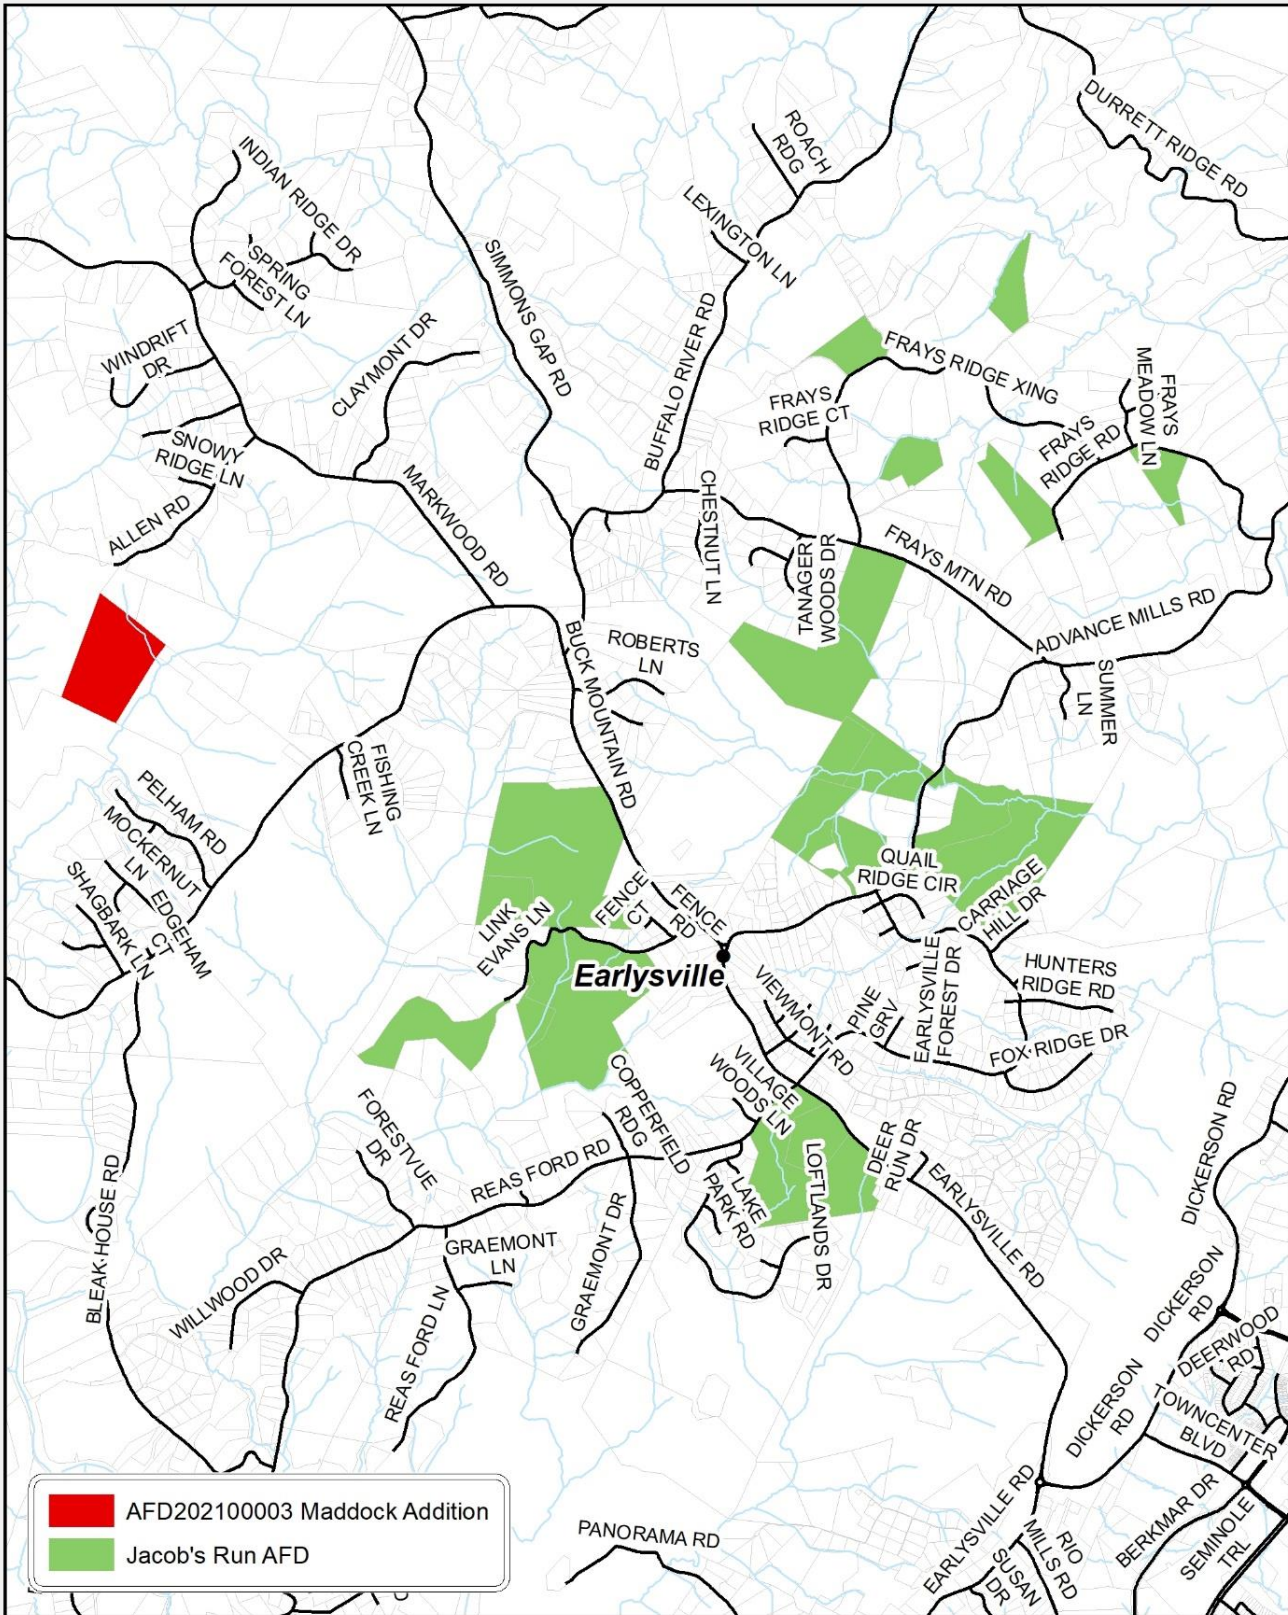 DURRETT RIDGE RD
ROACH
RDG
INDIAN RIDGE DR
LEXINGTON LN
SPRING
FOREST LN
SIMMONS GAP RD
WINDRIFT
DR
CLAYMONT DR
BUFFALO RIVER RD
FRAYS RIDGE XING
FRAYS
MEADOW LN
FRAYS
RIDGE CT
FRAYS
RIDGE RD
SNOWY
RIDGE LN
ALLEN RD
MARKWOOD RD
CHESTNUT LN
TANAGER
WOODS DR
FRAYS MTN RD
ADVANCE MILLS RD
BUCK MOUNTAIN RD
ROBERTS
LN
SUMMER
LN
FISHING
CREEK LN
PELHAM RD
MOCKERNUT
LN
EDGEHAM
CT
SHAGBARK LN
QUAIL
RIDGE CIR
CARRIAGE
HILL DR
LINK
EVANS LN
FENCE
CT
FENCE
RD
Earlysville
EARLYSVILLE
FOREST DR
HUNTERS
RIDGE RD
VIEWMONT RD
PINE
GRV
FOX RIDGE DR
VILLAGE
WOODS LN
COPPERFIELD
RDG
FORESTVUE
DR
REAS FORD RD
DEER
RUN DR
LOFTLANDS DR
LAKE
PARK RD
EARLYSVILLE RD
DICKERSON RD
BLEAK HOUSE RD
GRAEMONT
LN
GRAEMONT DR
WILLWOOD DR
REAS FORD LN
DICKERSON
RD
DEERWOOD
RD
DICKERSON
RD
TOWNCENTER
BLVD
EARLYSVILLE RD
RIO
MILLS RD
SUSAN
DR
BERKMAR DR
SEMINOLE
TRL
PANORAMA RD
AFD202100003 Maddock Addition
Jacob's Run AFD